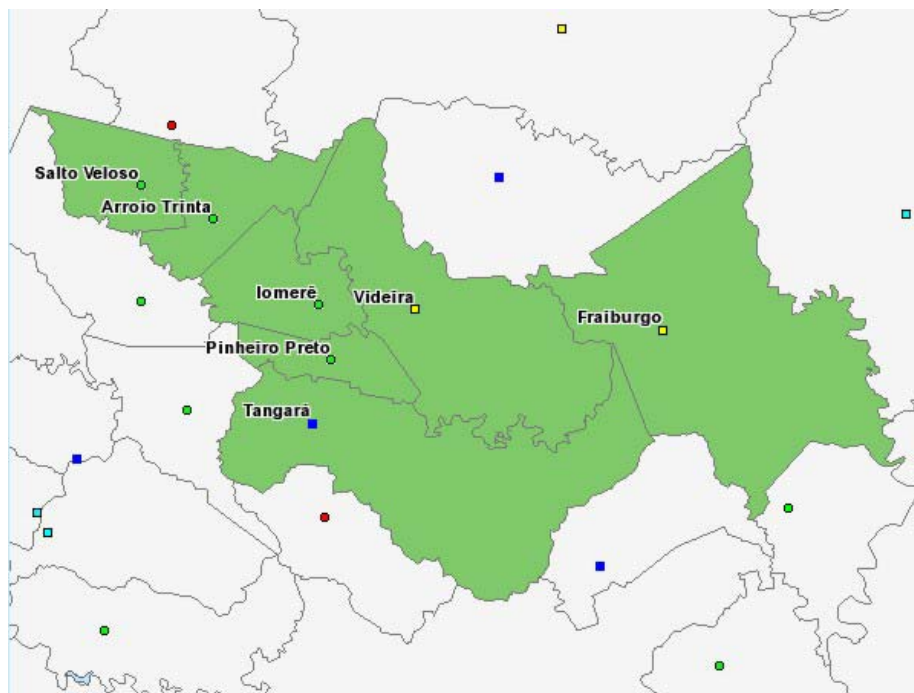 Salto Veloso
Arroio Trinta
Iomerê
Videira
Fraiburgo
Pinheiro Preto
Tangará